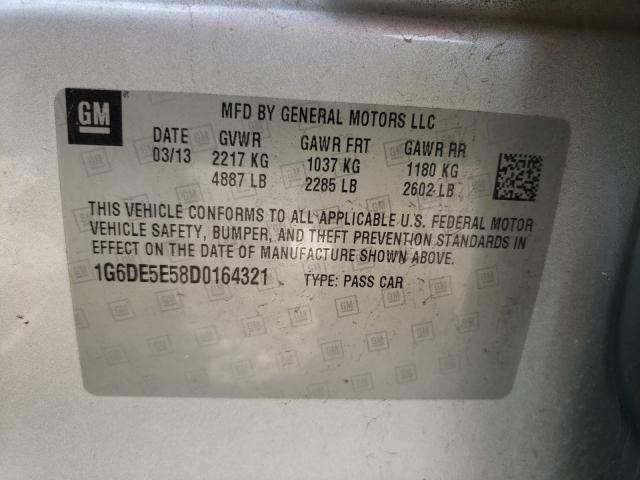 GM
MFD BY GENERAL MOTORS LLC
DATE GVWR GAWR FRT GAWR RR
03/13 2217 KG 1037 KG 1180 KG
4887 LB 2285 LB 2602 LB
THIS VEHICLE CONFORMS TO ALL APPLICABLE U.S. FEDERAL MOTOR
VEHICLE SAFETY, BUMPER, AND THEFT PREVENTION STANDARDS IN
EFFECT ON THE DATE OF MANUFACTURE SHOWN ABOVE.
1G6DE5E58D0164321 TYPE: PASS CAR